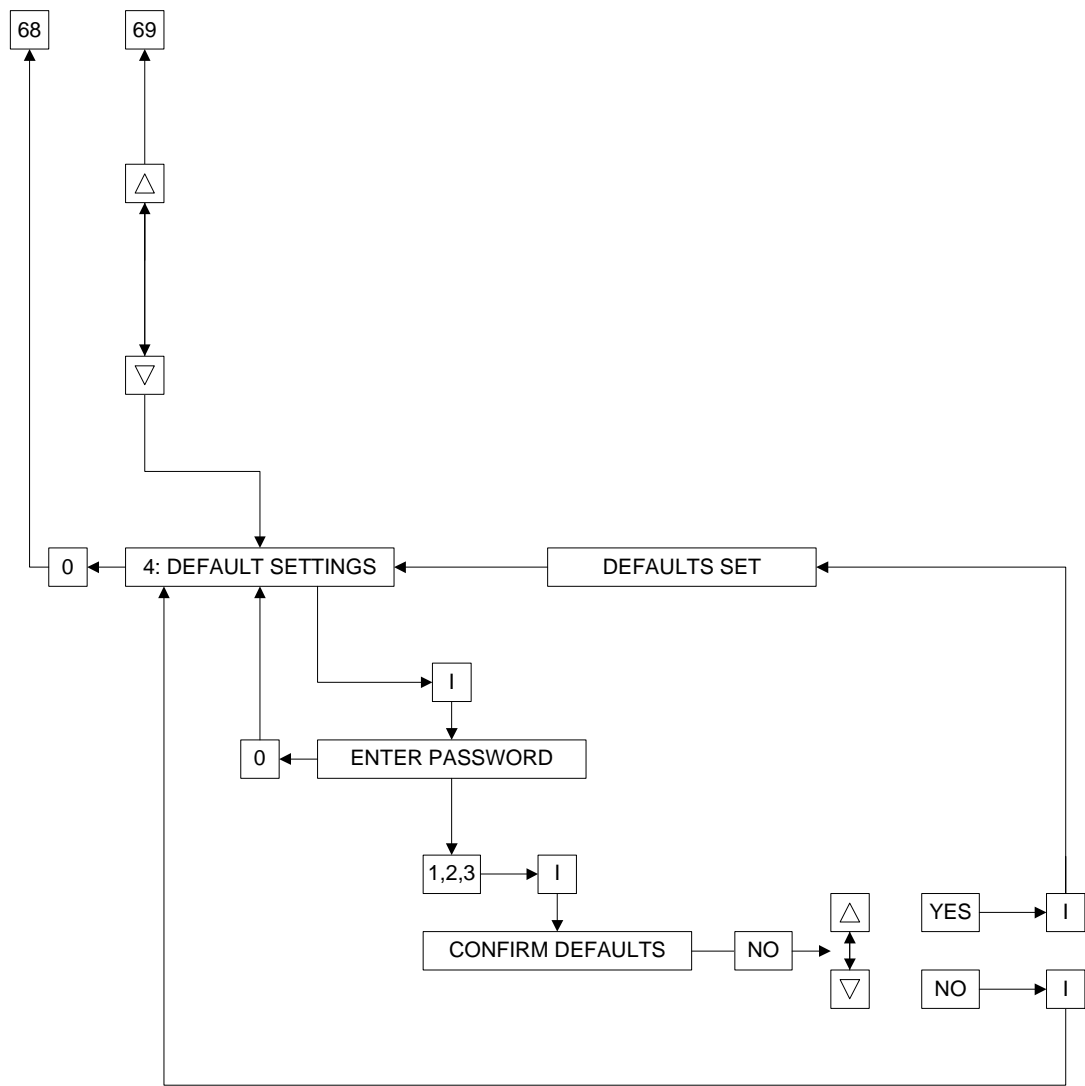 68
69
0
4: DEFAULT SETTINGS
DEFAULTS SET
I
0
ENTER PASSWORD
1,2,3
I
YES
I
CONFIRM DEFAULTS
NO
NO
I